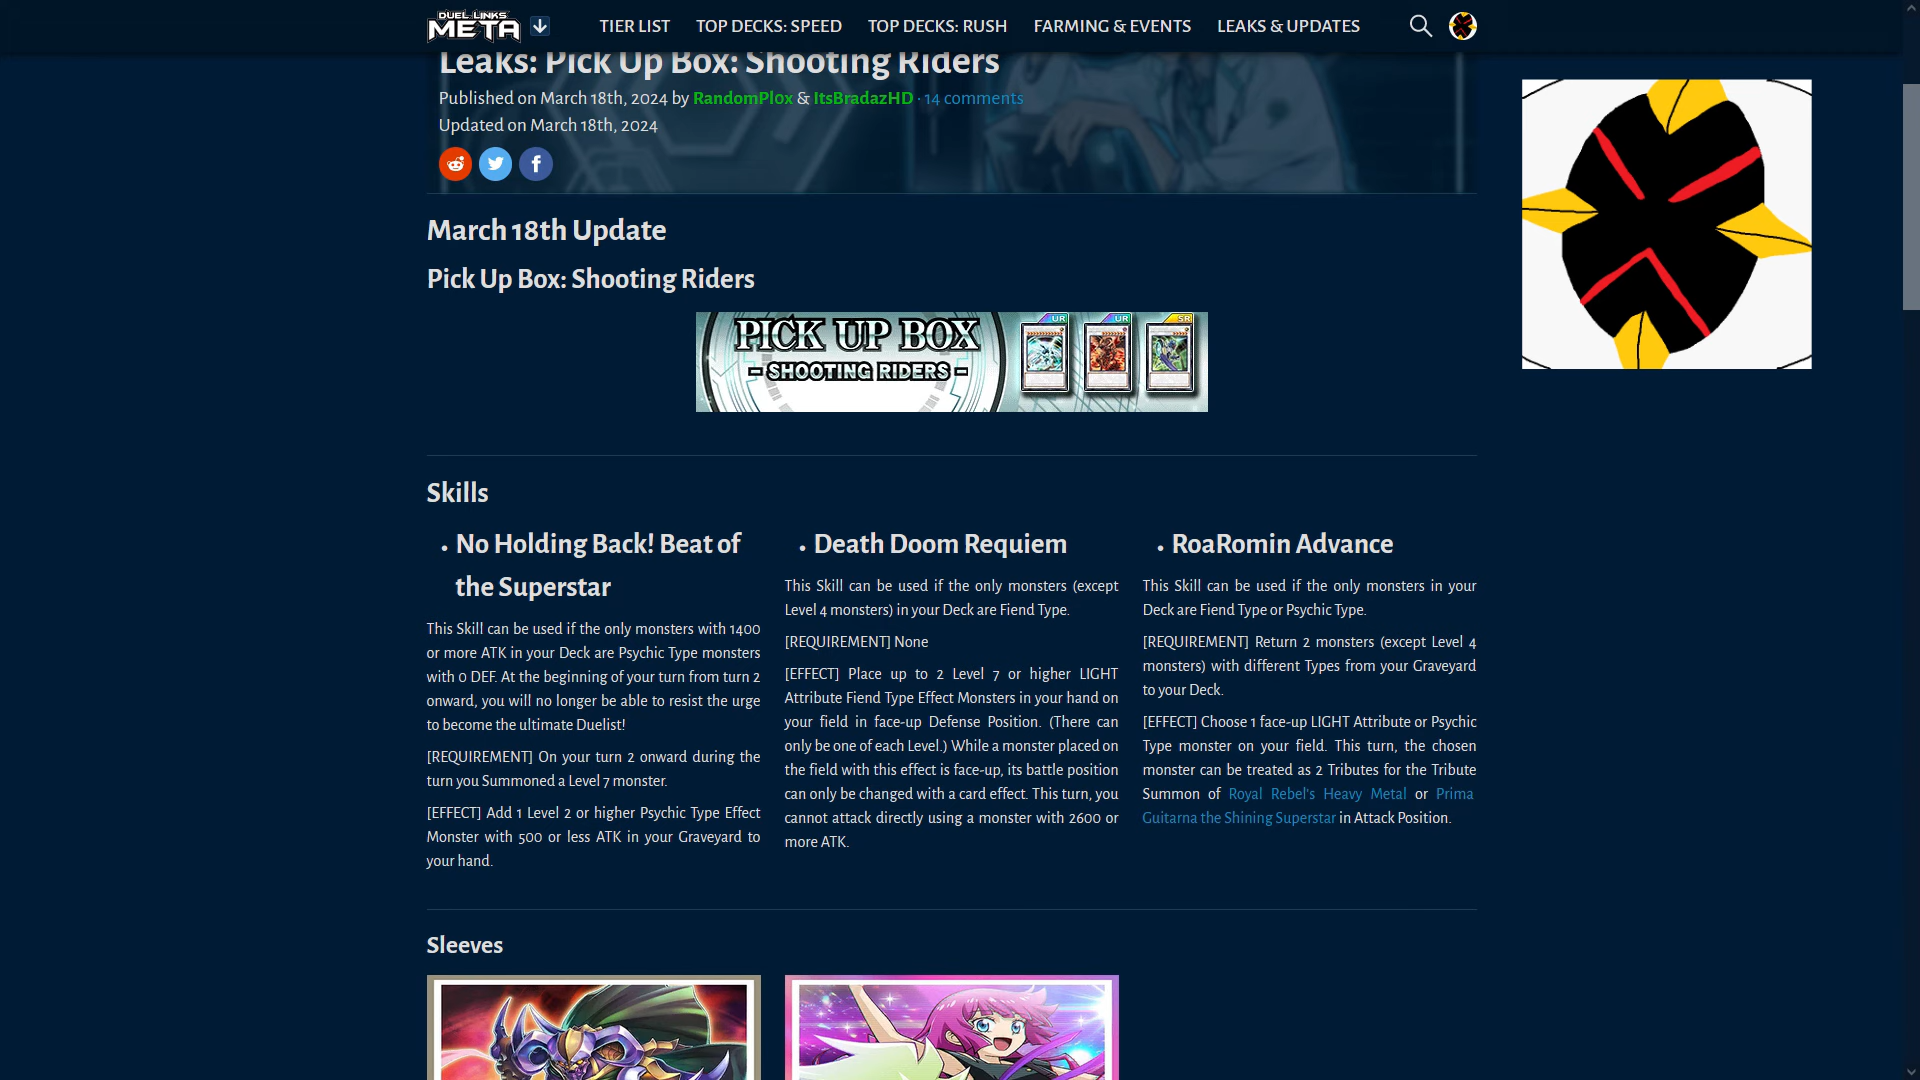 DUEL LINKS
META
TIER LIST
TOP DECKS: SPEED
TOP DECKS: RUSH
FARMING & EVENTS
LEAKS & UPDATES
Leaks: Pick Up Box: Shooting Riders
Published on March 18th, 2024 by RandomPl0x & ItsBradazHD · 14 comments
Updated on March 18th, 2024
March 18th Update
Pick Up Box: Shooting Riders
PICK UP BOX
- SHOOTING RIDERS -
UR
UR
SR
Skills
• No Holding Back! Beat of
the Superstar
This Skill can be used if the only monsters with 1400
or more ATK in your Deck are Psychic Type monsters
with 0 DEF. At the beginning of your turn from turn 2
onward, you will no longer be able to resist the urge
to become the ultimate Duelist!
[REQUIREMENT] On your turn 2 onward during the
turn you Summoned a Level 7 monster.
[EFFECT] Add 1 Level 2 or higher Psychic Type Effect
Monster with 500 or less ATK in your Graveyard to
your hand.
• Death Doom Requiem
This Skill can be used if the only monsters (except
Level 4 monsters) in your Deck are Fiend Type.
[REQUIREMENT] None
[EFFECT] Place up to 2 Level 7 or higher LIGHT
Attribute Fiend Type Effect Monsters in your hand on
your field in face-up Defense Position. (There can
only be one of each Level.) While a monster placed on
the field with this effect is face-up, its battle position
can only be changed with a card effect. This turn, you
cannot attack directly using a monster with 2600 or
more ATK.
• RoaRomin Advance
This Skill can be used if the only monsters in your
Deck are Fiend Type or Psychic Type.
[REQUIREMENT] Return 2 monsters (except Level 4
monsters) with different Types from your Graveyard
to your Deck.
[EFFECT] Choose 1 face-up LIGHT Attribute or Psychic
Type monster on your field. This turn, the chosen
monster can be treated as 2 Tributes for the Tribute
Summon of Royal Rebel's Heavy Metal or Prima
Guitarna the Shining Superstar in Attack Position.
Sleeves